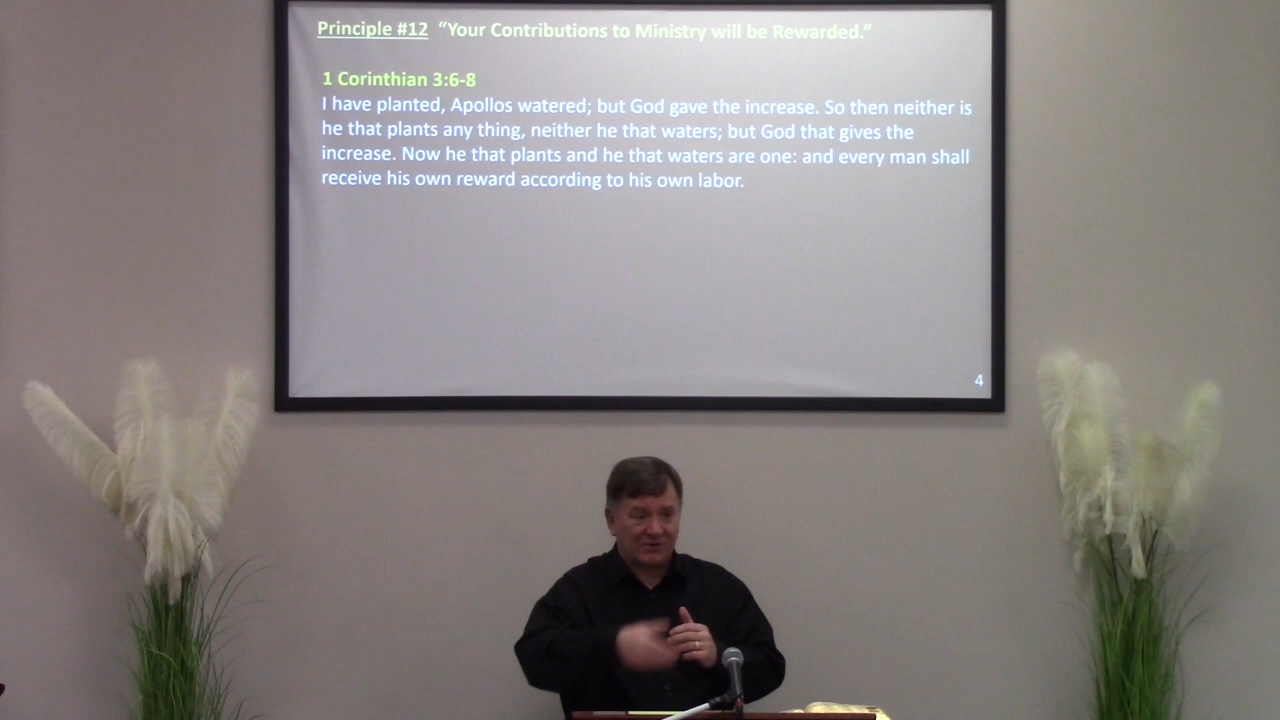 Principle #12 “Your Contributions to Ministry will be Rewarded.”
1 Corinthian 3:6-8
I have planted, Apollos watered; but God gave the increase. So then neither is
he that plants any thing, neither he that waters; but God that gives the
increase. Now he that plants and he that waters are one: and every man shall
receive his own reward according to his own labor.
4